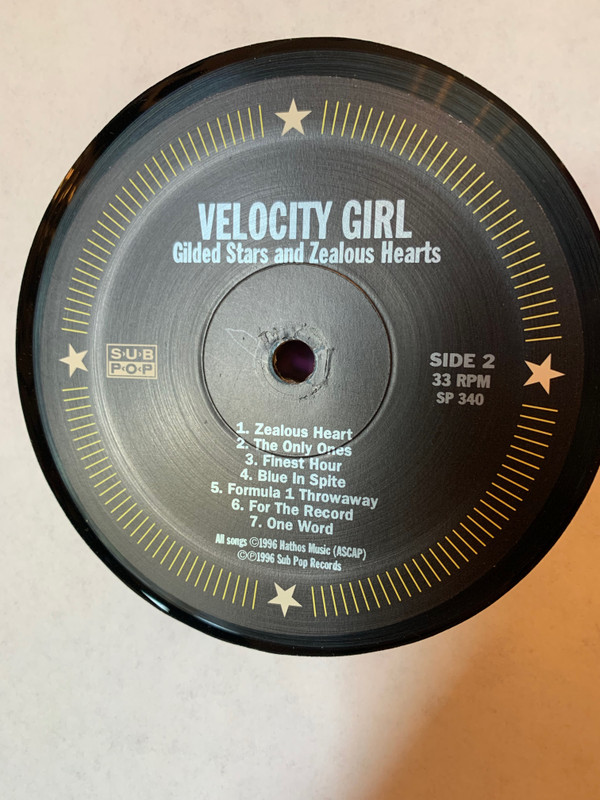 VELOCITY GIRL
Gilded Stars and Zealous Hearts
SUB
POP
SIDE 2
33 RPM
SP 340
1. Zealous Heart
2. The Only Ones
3. Finest Hour
4. Blue In Spite
5. Formula 1 Throwaway
6. For The Record
7. One Word
All songs ©1996 Hathos Music (ASCAP)
©℗1996 Sub Pop Records